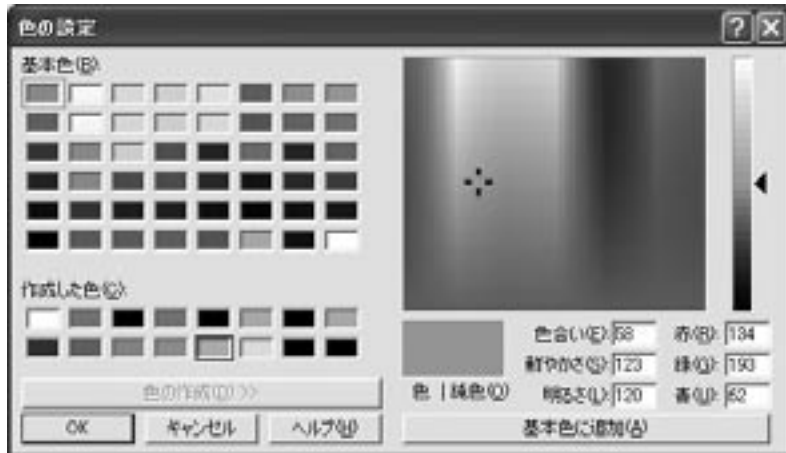 色の設定
基本色(B):
作成した色(C):
色の作成(D) >>
OK
キャンセル
ヘルプ(H)
色 | 純色(O)
色合い(E): 58
鮮やかさ(S): 123
明るさ(L): 120
赤(R): 134
緑(G): 193
青(U): 62
基本色に追加(A)